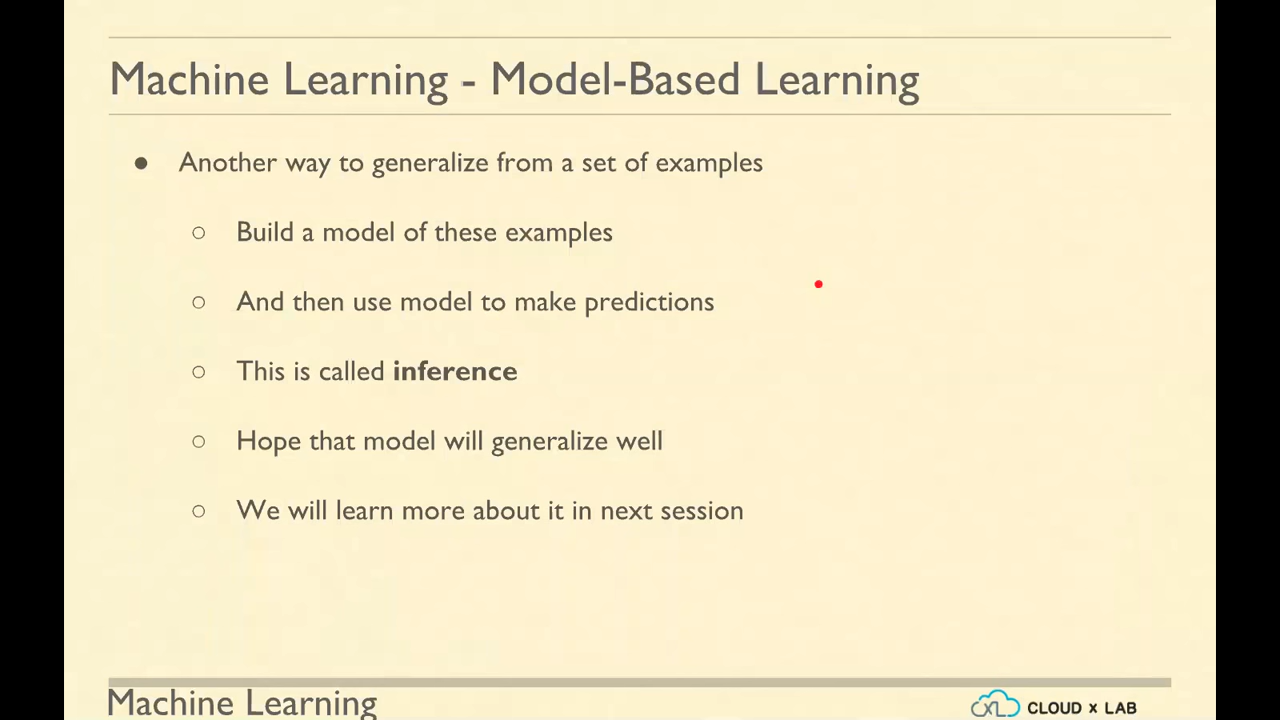 Machine Learning - Model-Based Learning
● Another way to generalize from a set of examples
○ Build a model of these examples
○ And then use model to make predictions
○ This is called inference
○ Hope that model will generalize well
○ We will learn more about it in next session
Machine Learning
CXL CLOUD x LAB